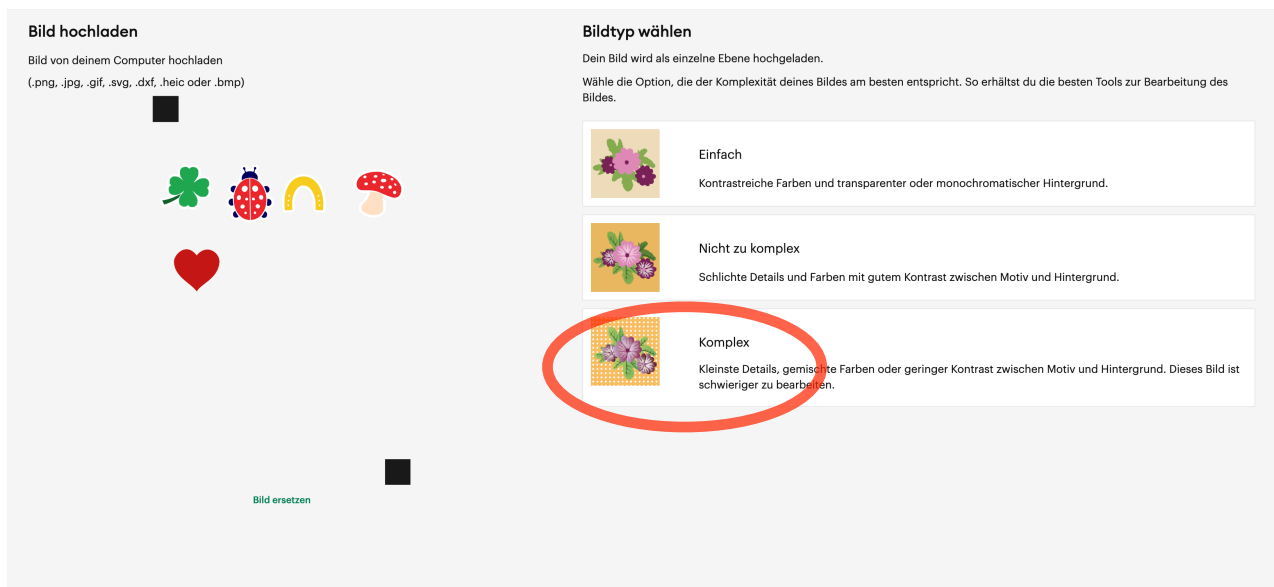 Bild hochladen
Bild von deinem Computer hochladen
(.png, .jpg, .gif, .svg, .dxf, .heic oder .bmp)
Bild ersetzen
Bildtyp wählen
Dein Bild wird als einzelne Ebene hochgeladen.
Wähle die Option, die der Komplexität deines Bildes am besten entspricht. So erhältst du die besten Tools zur Bearbeitung des
Bildes.
Einfach
Kontrastreiche Farben und transparenter oder monochromatischer Hintergrund.
Nicht zu komplex
Schlichte Details und Farben mit gutem Kontrast zwischen Motiv und Hintergrund.
Komplex
Kleinste Details, gemischte Farben oder geringer Kontrast zwischen Motiv und Hintergrund. Dieses Bild ist
schwieriger zu bearbeiten.